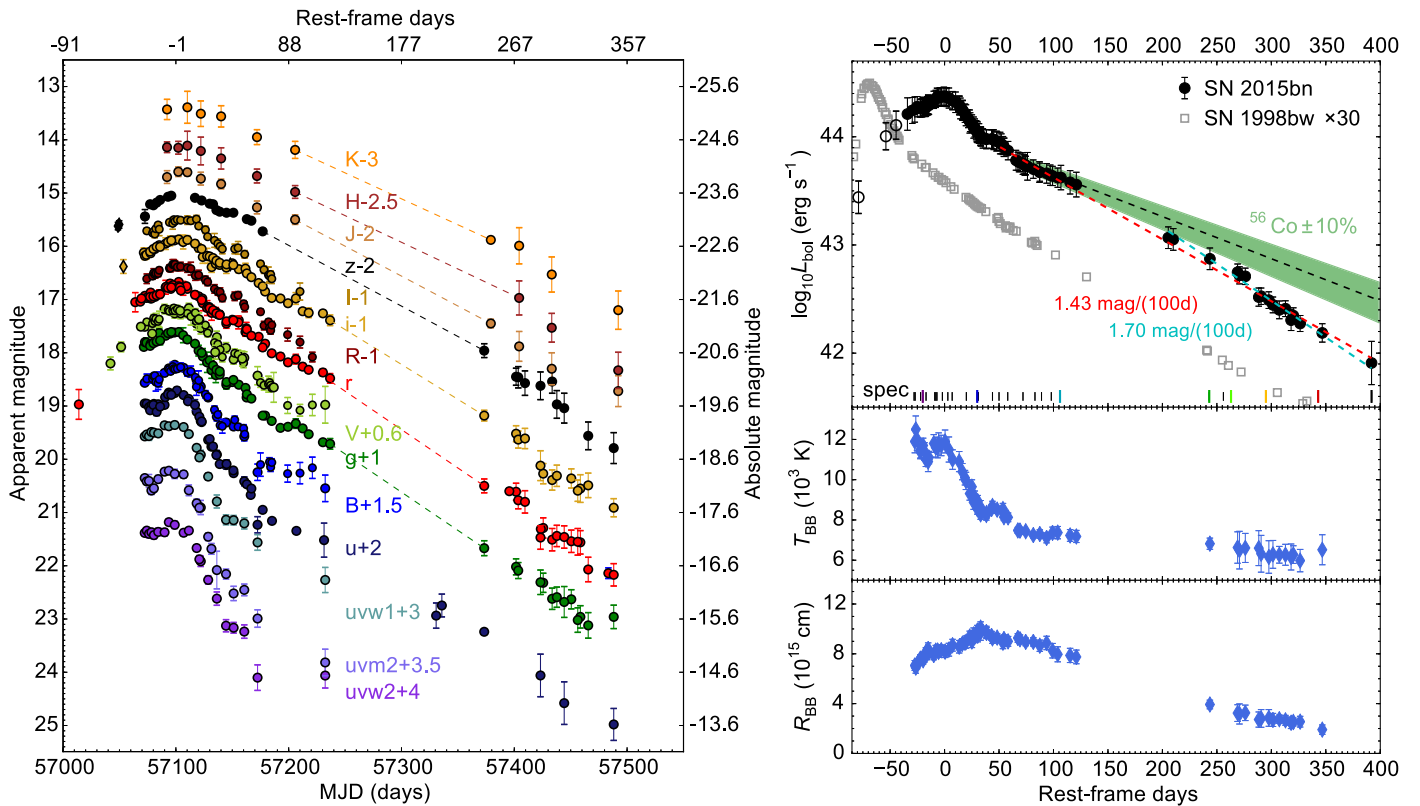 Rest-frame days
-91 -1 88 177 267 357
Apparent magnitude
13
14
15
16
17
18
19
20
21
22
23
24
25
K-3
H-2.5
J-2
z-2
I-1
i-1
R-1
r
V+0.6
g+1
B+1.5
u+2
uvw1+3
uvm2+3.5
uvw2+4
-25.6
-24.6
-23.6
-22.6
-21.6
-20.6
-19.6
-18.6
-17.6
-16.6
-15.6
-14.6
-13.6
Absolute magnitude
57000 57100 57200 57300 57400 57500
MJD (days)
−50 0 50 100 150 200 250 300 350 400
SN 2015bn
SN 1998bw ×30
log₁₀L_bol (erg s⁻¹)
44
43
42
⁵⁶Co±10%
1.43 mag/(100d)
1.70 mag/(100d)
spec
T_BB (10³ K)
12
10
8
6
R_BB (10¹⁵ cm)
12
8
4
0
−50 0 50 100 150 200 250 300 350 400
Rest-frame days